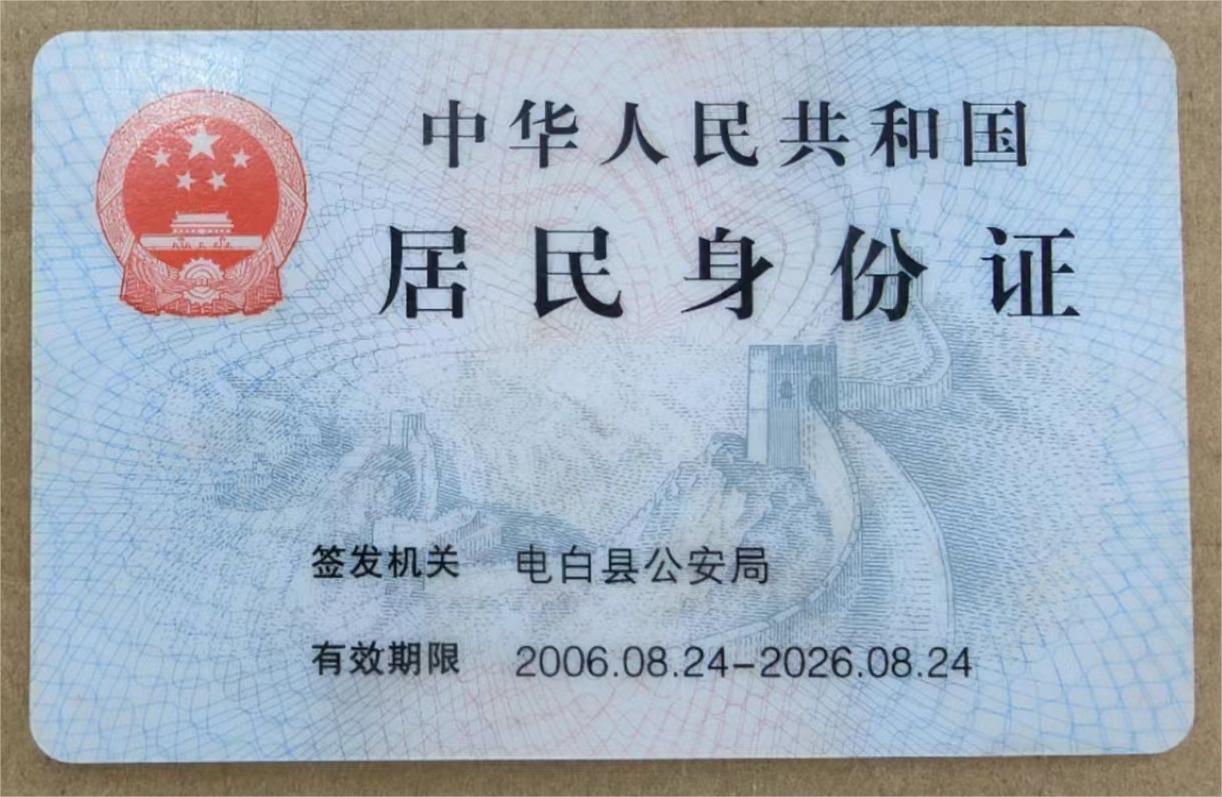 中华人民共和国
居民身份证
签发机关 电白县公安局
有效期限 2006.08.24-2026.08.24